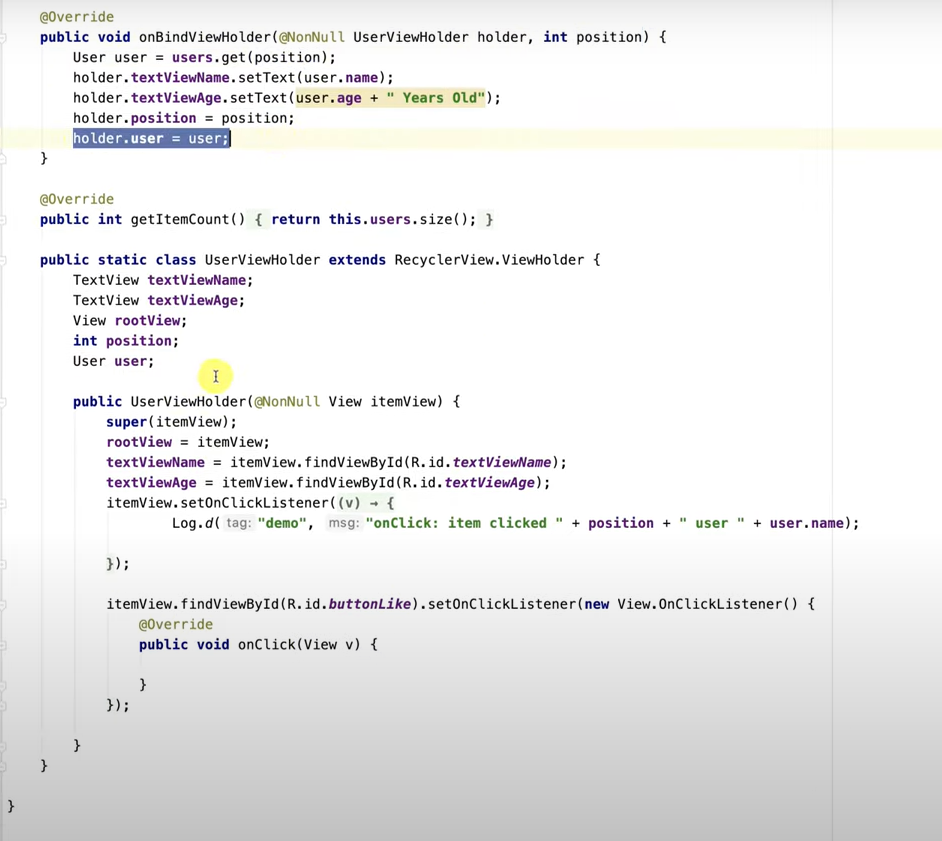 @Override
public void onBindViewHolder(@NonNull UserViewHolder holder, int position) {
User user = users.get(position);
holder.textViewName.setText(user.name);
holder.textViewAge.setText(user.age + " Years Old");
holder.position = position;
holder.user = user;
}
@Override
public int getItemCount() { return this.users.size(); }
public static class UserViewHolder extends RecyclerView.ViewHolder {
TextView textViewName;
TextView textViewAge;
View rootView;
int position;
User user;
public UserViewHolder(@NonNull View itemView) {
super(itemView);
rootView = itemView;
textViewName = itemView.findViewById(R.id.textViewName);
textViewAge = itemView.findViewById(R.id.textViewAge);
itemView.setOnClickListener((v) → {
Log.d( tag: "demo", msg: "onClick: item clicked " + position + " user " + user.name);
});
itemView.findViewById(R.id.buttonLike).setOnClickListener(new View.OnClickListener() {
@Override
public void onClick(View v) {
}
});
}
}
}